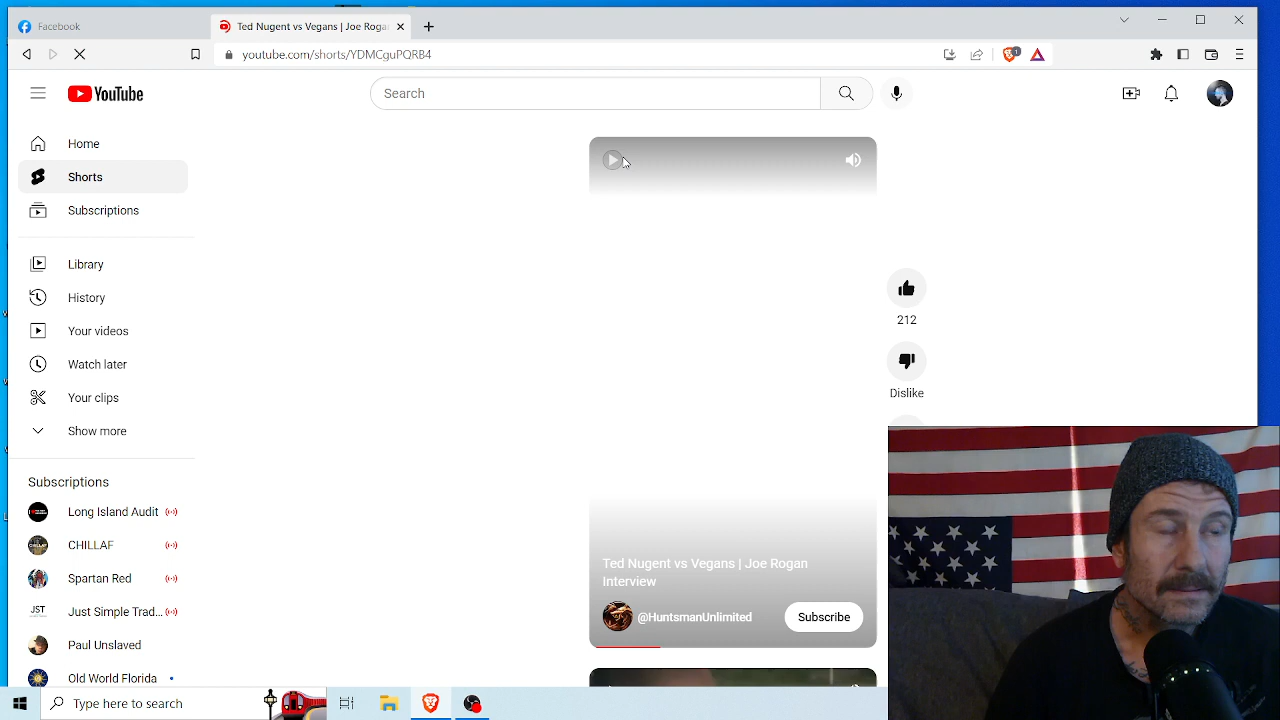 Facebook
Ted Nugent vs Vegans | Joe Rogan
youtube.com/shorts/YDMCguPQRB4
1
YouTube
Search
Home
Shorts
Subscriptions
Library
History
Your videos
Watch later
Your clips
Show more
Subscriptions
Long Island Audit
CHILLAF
Spartan Red
JST
Just Simple Trad...
Paul Unslaved
Old World Florida
212
Dislike
Ted Nugent vs Vegans | Joe Rogan
Interview
@HuntsmanUnlimited
Subscribe
Type here to search